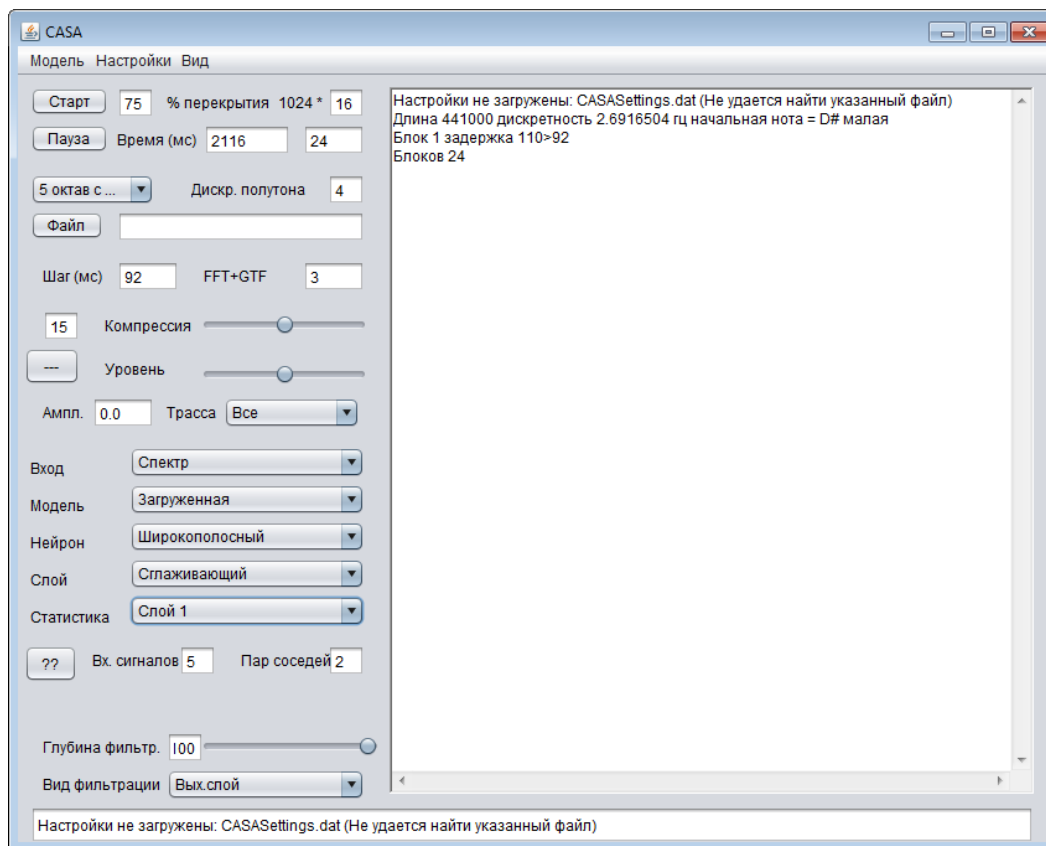 CASA
Модель Настройки Вид
Старт 75 % перекрытия 1024 * 16
Пауза Время (мс) 2116 24
5 октав с ... Дискр. полутона 4
Файл
Шаг (мс) 92 FFT+GTF 3
15 Компрессия
--- Уровень
Ампл. 0.0 Трасса Все
Вход Спектр
Модель Загруженная
Нейрон Широкополосный
Слой Сглаживающий
Статистика Слой 1
?? Вх. сигналов 5 Пар соседей 2
Глубина фильтр. 100
Вид фильтрации Вых.слой
Настройки не загружены: CASASettings.dat (Не удается найти указанный файл)
Длина 441000 дискретность 2.6916504 гц начальная нота = D# малая
Блок 1 задержка 110>92
Блоков 24
Настройки не загружены: CASASettings.dat (Не удается найти указанный файл)